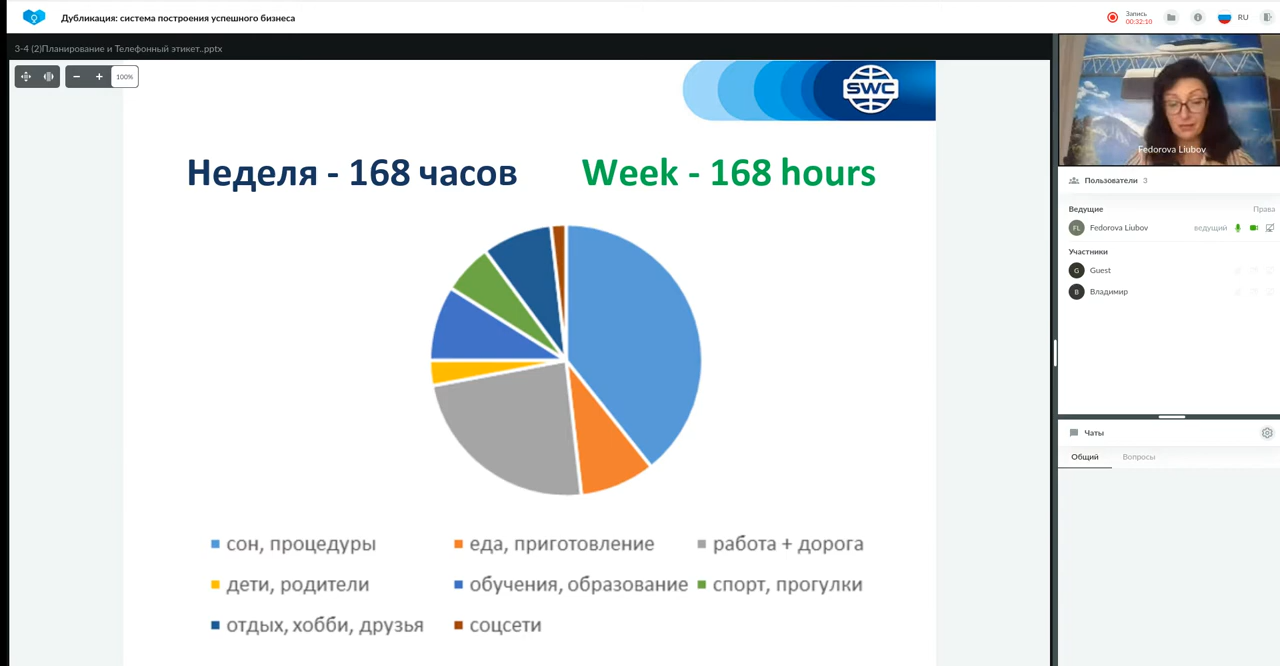 Дубликация: система построения успешного бизнеса
Запись
00:32:10
RU
3-4 (2)Планирование и Телефонный этикет..pptx
100%
SWC
Неделя - 168 часов
Week - 168 hours
сон, процедуры
еда, приготовление
работа + дорога
дети, родители
обучения, образование
спорт, прогулки
отдых, хобби, друзья
соцсети
Fedorova Liubov
Пользователи 3
Ведущие Права
FL Fedorova Liubov ведущий
Участники
G Guest
В Владимир
Чаты
Общий Вопросы